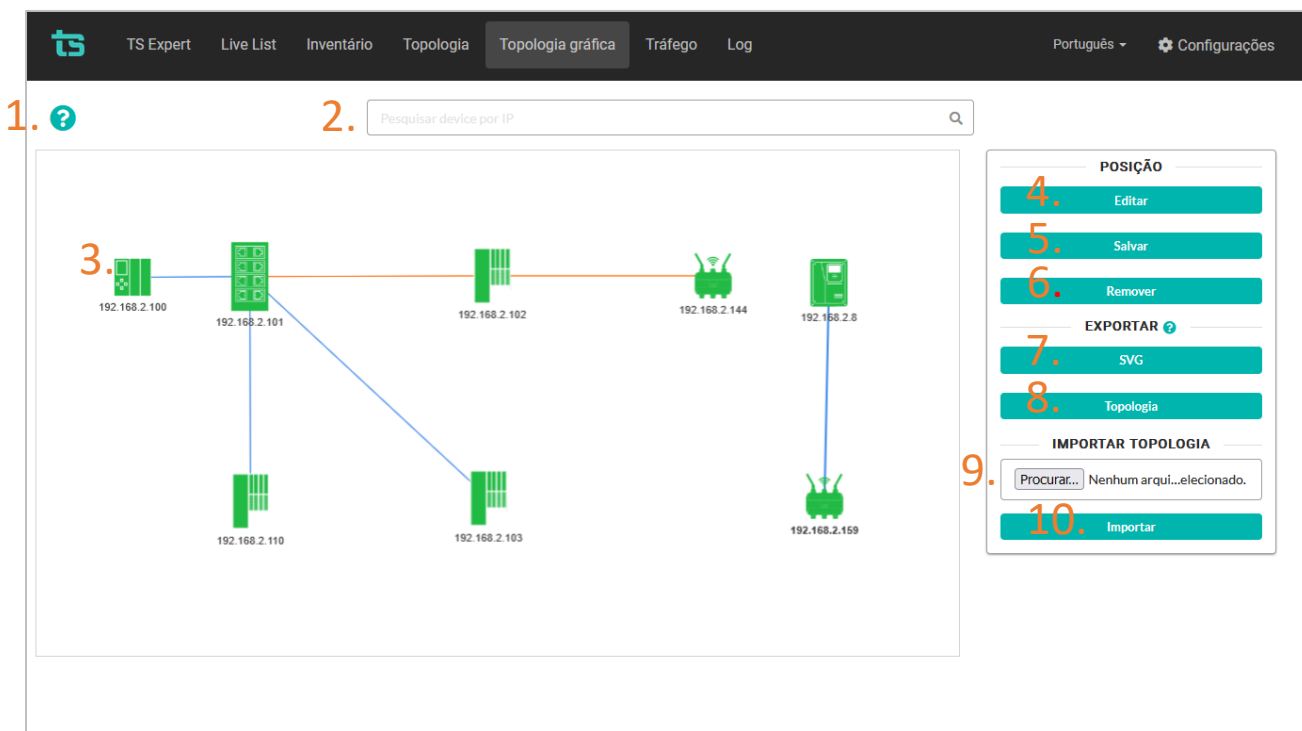 ts TS Expert Live List Inventário Topologia Topologia gráfica Tráfego Log Português Configurações
1. ? 2. Pesquisar device por IP
POSIÇÃO
4. Editar
5. Salvar
6. Remover
EXPORTAR ?
7. SVG
8. Topologia
IMPORTAR TOPOLOGIA
9. Procurar... Nenhum arqui...elecionado.
10. Importar
3.
192.168.2.100
192.168.2.101
192.168.2.102
192.168.2.144
192.168.2.8
192.168.2.110
192.168.2.103
192.168.2.159